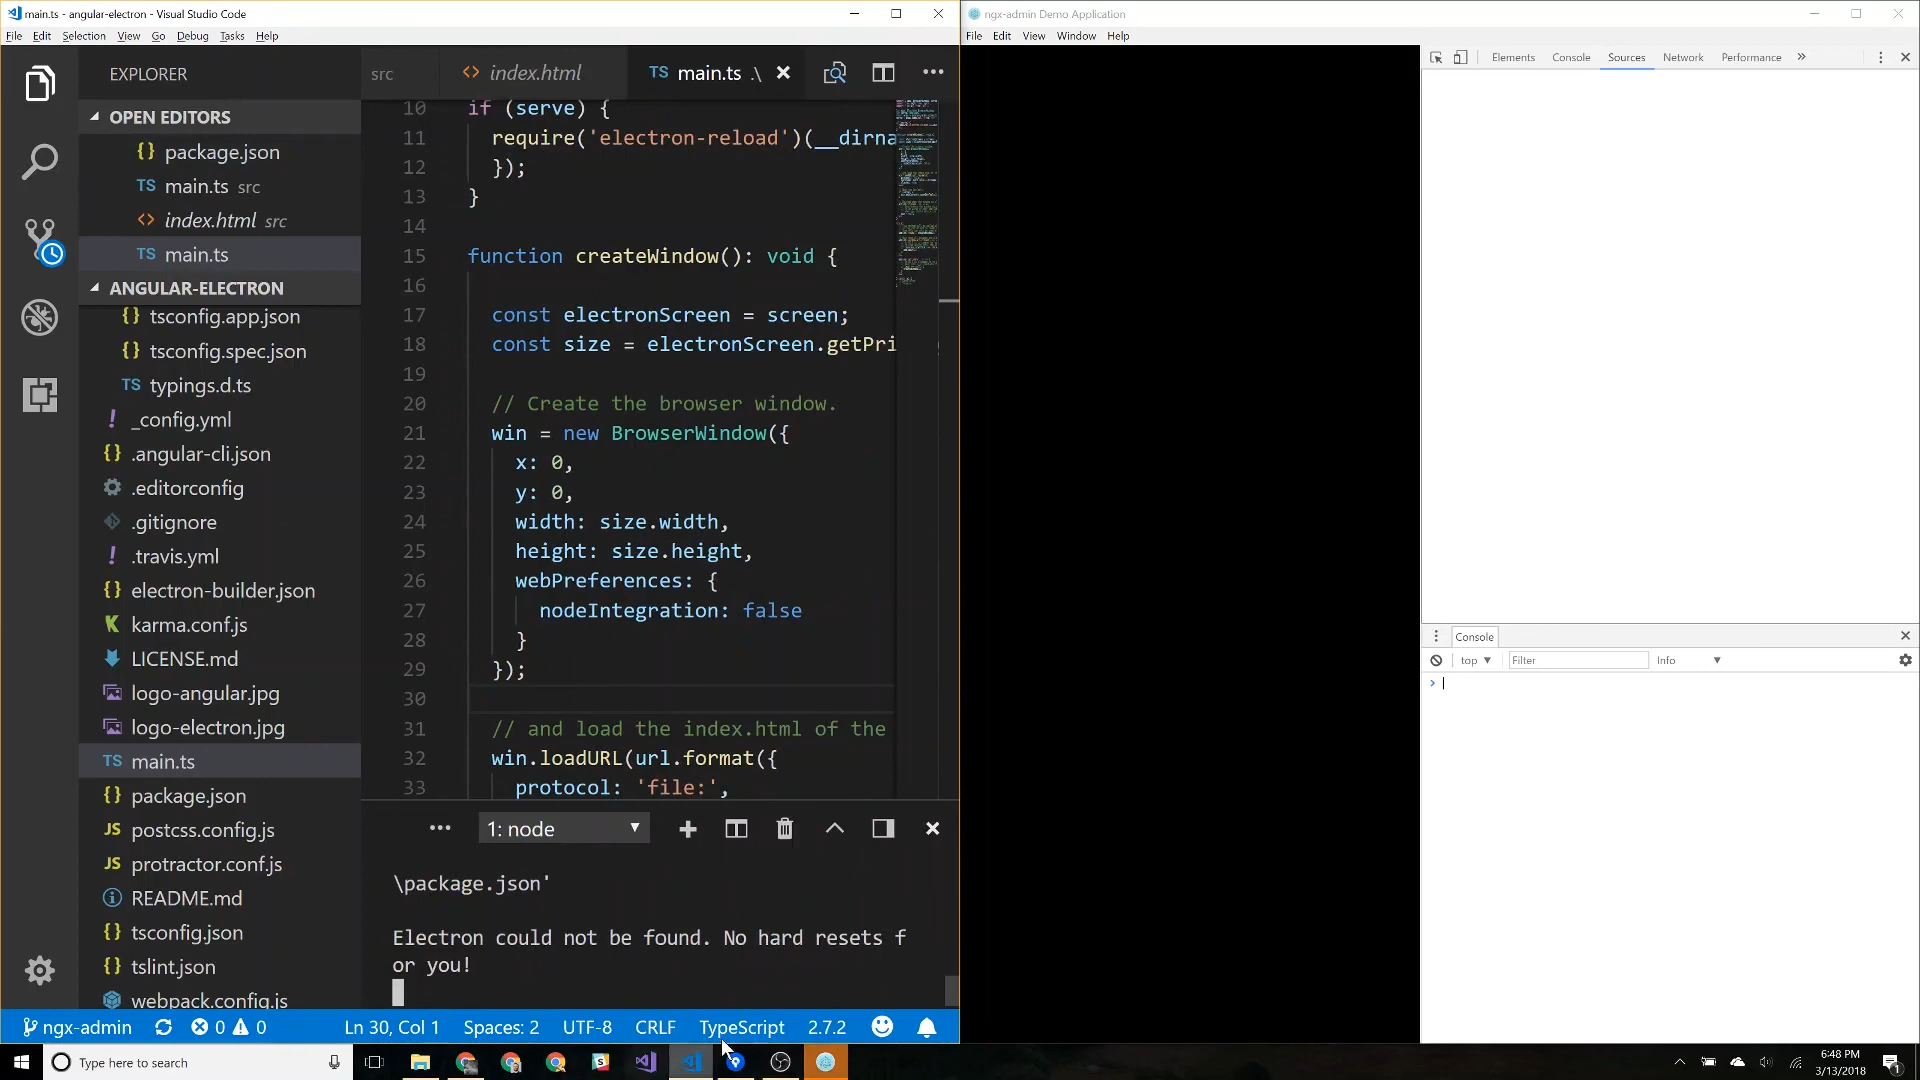 main.ts - angular-electron - Visual Studio Code
File Edit Selection View Go Debug Tasks Help
EXPLORER
OPEN EDITORS
{} package.json
TS main.ts src
<> index.html src
TS main.ts
ANGULAR-ELECTRON
{} tsconfig.app.json
{} tsconfig.spec.json
TS typings.d.ts
! _config.yml
{} .angular-cli.json
.editorconfig
.gitignore
! .travis.yml
{} electron-builder.json
K karma.conf.js
LICENSE.md
logo-angular.jpg
logo-electron.jpg
TS main.ts
{} package.json
JS postcss.config.js
JS protractor.conf.js
README.md
{} tsconfig.json
{} tslint.json
webpack.config.js
src <> index.html TS main.ts .\
10 if (serve) {
11 require('electron-reload')(__dirna
12 });
13 }
14
15 function createWindow(): void {
16
17 const electronScreen = screen;
18 const size = electronScreen.getPri
19
20 // Create the browser window.
21 win = new BrowserWindow({
22 x: 0,
23 y: 0,
24 width: size.width,
25 height: size.height,
26 webPreferences: {
27 nodeIntegration: false
28 }
29 });
30
31 // and load the index.html of the
32 win.loadURL(url.format({
33 protocol: 'file:',
1: node
\package.json'
Electron could not be found. No hard resets f
or you!
ngx-admin 0 0 Ln 30, Col 1 Spaces: 2 UTF-8 CRLF TypeScript 2.7.2
ngx-admin Demo Application
File Edit View Window Help
Elements Console Sources Network Performance »
Console
top Filter Info
>
Type here to search
6:48 PM
3/13/2018
1